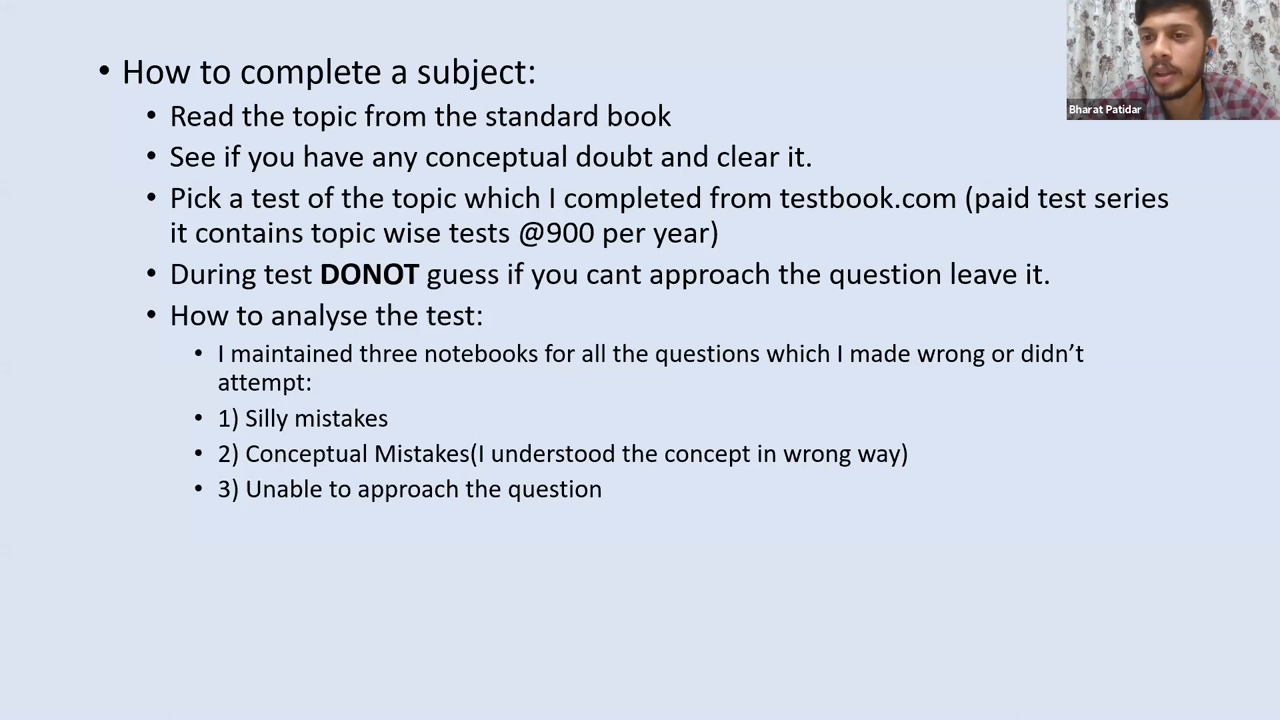 • How to complete a subject:
• Read the topic from the standard book
• See if you have any conceptual doubt and clear it.
• Pick a test of the topic which I completed from testbook.com (paid test series
it contains topic wise tests @900 per year)
• During test DONOT guess if you cant approach the question leave it.
• How to analyse the test:
• I maintained three notebooks for all the questions which I made wrong or didn’t
attempt:
• 1) Silly mistakes
• 2) Conceptual Mistakes(I understood the concept in wrong way)
• 3) Unable to approach the question
Bharat Patidar